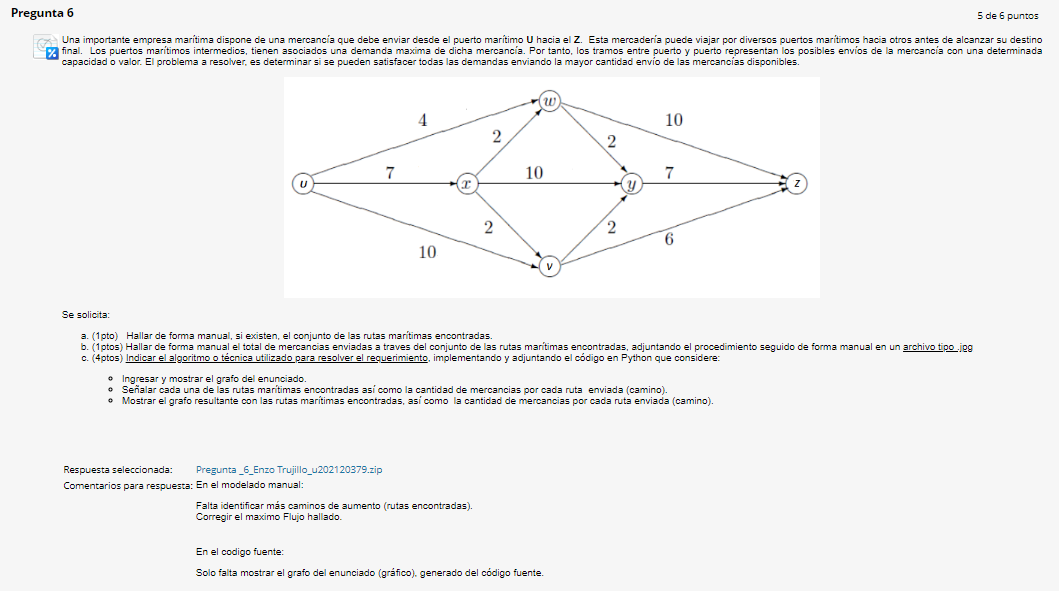 Pregunta 6
5 de 6 puntos
Una importante empresa marítima dispone de una mercancía que debe enviar desde el puerto marítimo U hacia el Z. Esta mercadería puede viajar por diversos puertos marítimos hacia otros antes de alcanzar su destino
final. Los puertos marítimos intermedios, tienen asociados una demanda maxima de dicha mercancía. Por tanto, los tramos entre puerto y puerto representan los posibles envíos de la mercancía con una determinada
capacidad o valor. El problema a resolver, es determinar si se pueden satisfacer todas las demandas enviando la mayor cantidad envío de las mercancías disponibles.
w
4
10
2
2
7
10
7
U
x
y
z
2
2
6
10
v
Se solicita:
a. (1pto) Hallar de forma manual, si existen, el conjunto de las rutas marítimas encontradas.
b. (1ptos) Hallar de forma manual el total de mercancias enviadas a traves del conjunto de las rutas marítimas encontradas, adjuntando el procedimiento seguido de forma manual en un archivo tipo .jpg
c. (4ptos) Indicar el algoritmo o técnica utilizado para resolver el requerimiento, implementando y adjuntando el código en Python que considere:
Ingresar y mostrar el grafo del enunciado.
Señalar cada una de las rutas marítimas encontradas así como la cantidad de mercancias por cada ruta enviada (camino).
Mostrar el grafo resultante con las rutas marítimas encontradas, así como la cantidad de mercancias por cada ruta enviada (camino).
Respuesta seleccionada: Pregunta _6_Enzo Trujillo_u202120379.zip
Comentarios para respuesta: En el modelado manual:
Falta identificar más caminos de aumento (rutas encontradas).
Corregir el maximo Flujo hallado.
En el codigo fuente:
Solo falta mostrar el grafo del enunciado (gráfico), generado del código fuente.